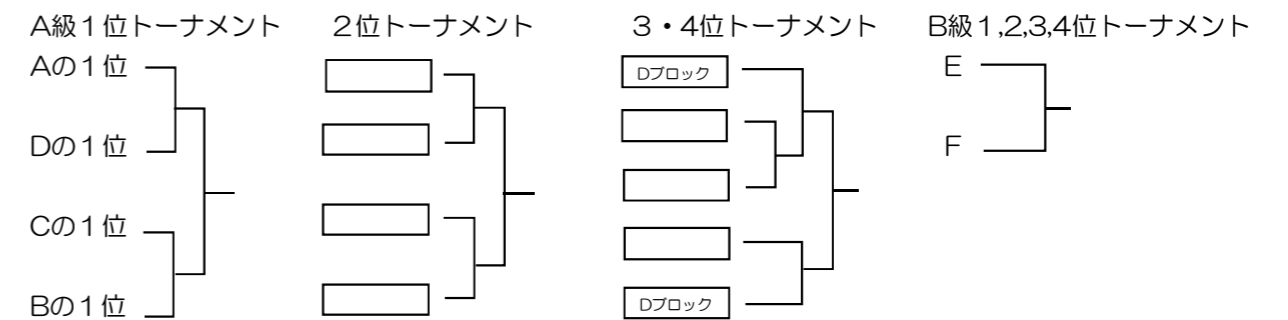 A級１位トーナメント
Aの１位
Dの１位
Cの１位
Bの１位
２位トーナメント
３・４位トーナメント
Dブロック
Dブロック
B級１,２,３,４位トーナメント
E
F